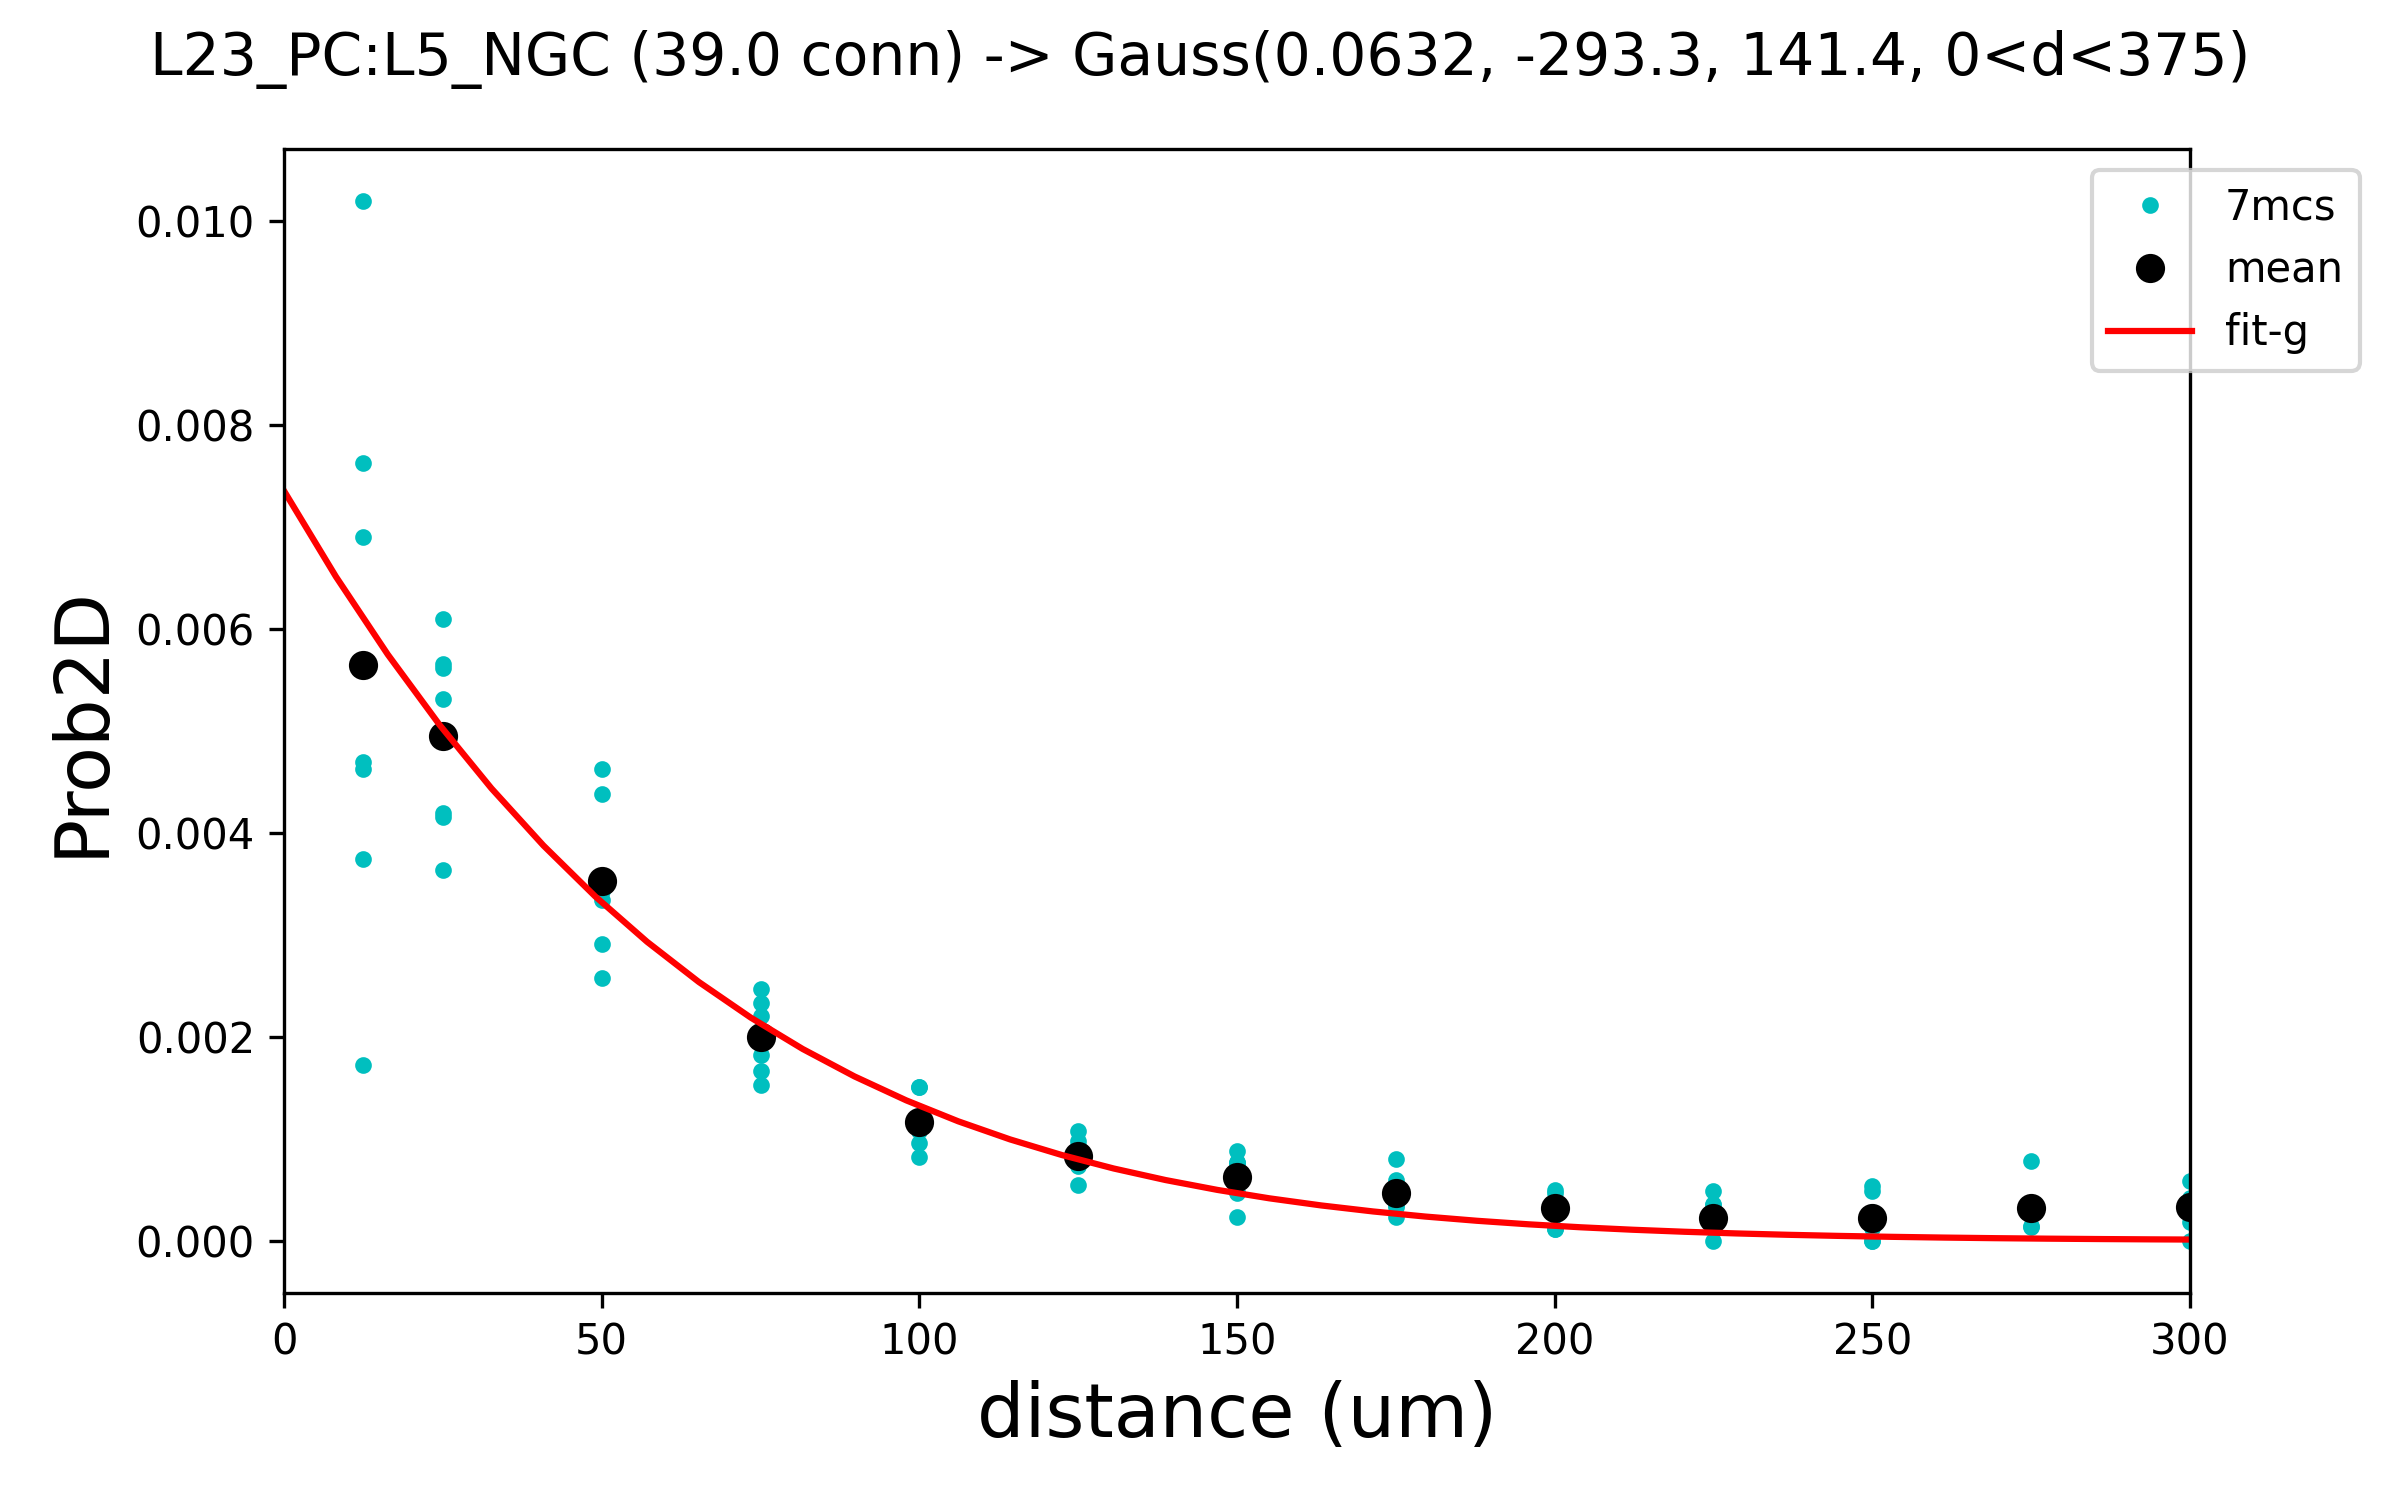 L23_PC:L5_NGC (39.0 conn) -> Gauss(0.0632, -293.3, 141.4, 0<d<375)
7mcs
mean
fit-g
Prob2D
0.010
0.008
0.006
0.004
0.002
0.000
0 50 100 150 200 250 300
distance (um)